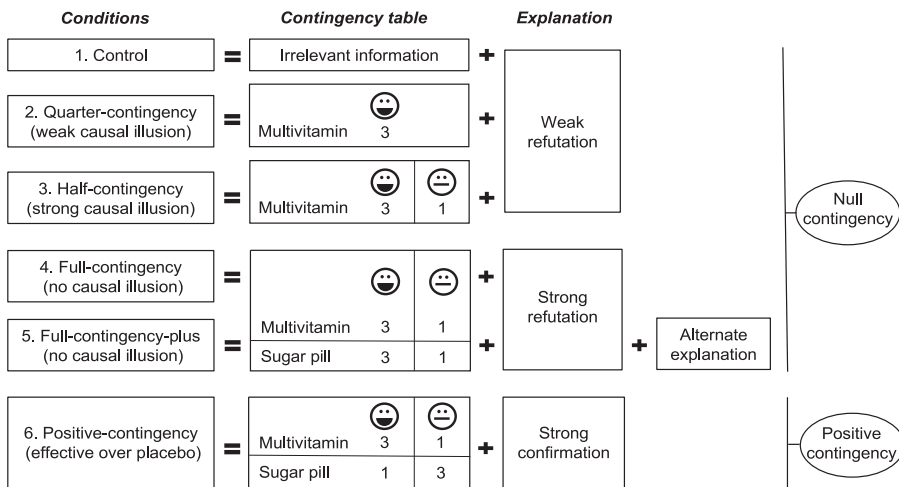 Conditions
Contingency table
Explanation
1. Control
=
Irrelevant information
+
Weak
refutation
2. Quarter-contingency
(weak causal illusion)
=
Multivitamin 3
+
3. Half-contingency
(strong causal illusion)
=
Multivitamin 3 1
+
Null
contingency
4. Full-contingency
(no causal illusion)
=
+
Strong
refutation
5. Full-contingency-plus
(no causal illusion)
=
Multivitamin 3 1
Sugar pill 3 1
+
+
Alternate
explanation
6. Positive-contingency
(effective over placebo)
=
Multivitamin 3 1
Sugar pill 1 3
+
Strong
confirmation
Positive
contingency